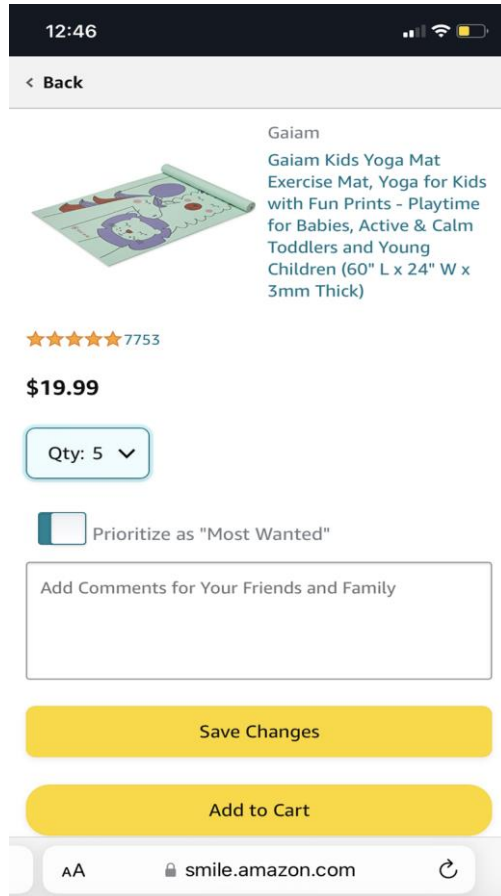 12:46
< Back
Gaiam
Gaiam Kids Yoga Mat
Exercise Mat, Yoga for Kids
with Fun Prints - Playtime
for Babies, Active & Calm
Toddlers and Young
Children (60" L x 24" W x
3mm Thick)
7753
$19.99
Qty: 5
Prioritize as "Most Wanted"
Add Comments for Your Friends and Family
Save Changes
Add to Cart
AA smile.amazon.com